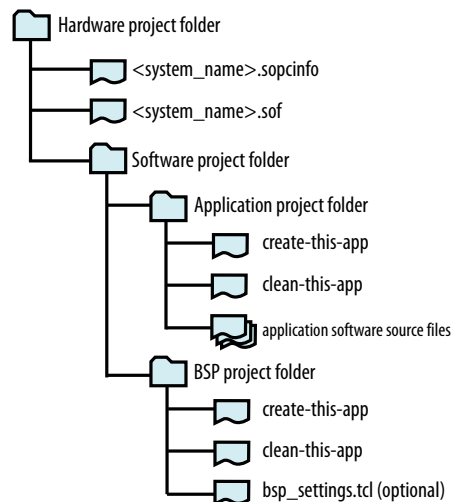 Hardware project folder
<system_name>.sopcinfo
<system_name>.sof
Software project folder
Application project folder
create-this-app
clean-this-app
application software source files
BSP project folder
create-this-app
clean-this-app
bsp_settings.tcl (optional)